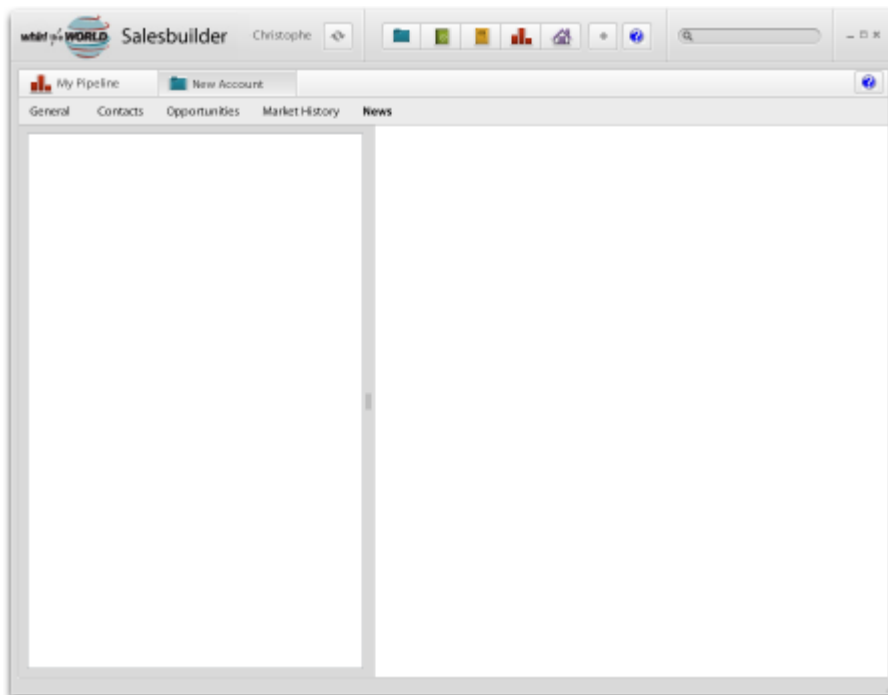 whirl the WORLD Salesbuilder Christophe
My Pipeline New Account
General Contacts Opportunities Market History News